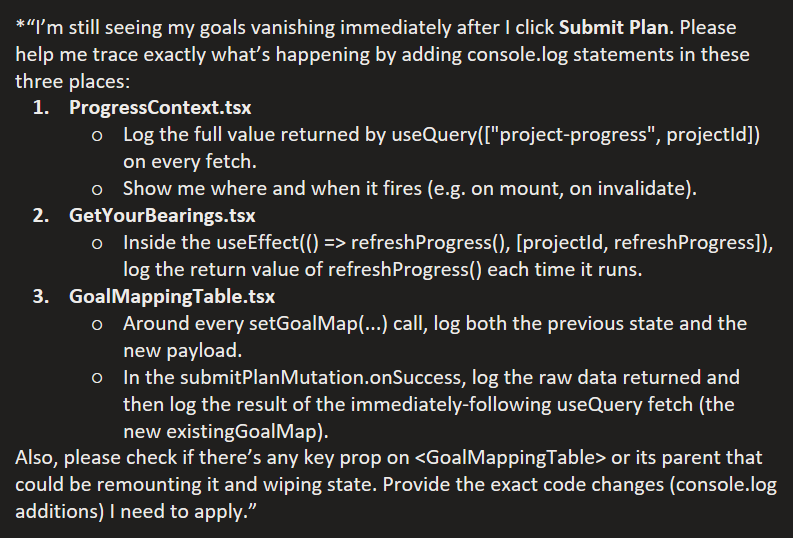 *“I’m still seeing my goals vanishing immediately after I click Submit Plan. Please
help me trace exactly what’s happening by adding console.log statements in these
three places:
1. ProgressContext.tsx
o Log the full value returned by useQuery(["project-progress", projectId])
on every fetch.
o Show me where and when it fires (e.g. on mount, on invalidate).
2. GetYourBearings.tsx
o Inside the useEffect(() => refreshProgress(), [projectId, refreshProgress]),
log the return value of refreshProgress() each time it runs.
3. GoalMappingTable.tsx
o Around every setGoalMap(...) call, log both the previous state and the
new payload.
o In the submitPlanMutation.onSuccess, log the raw data returned and
then log the result of the immediately-following useQuery fetch (the
new existingGoalMap).
Also, please check if there’s any key prop on <GoalMappingTable> or its parent that
could be remounting it and wiping state. Provide the exact code changes (console.log
additions) I need to apply.”